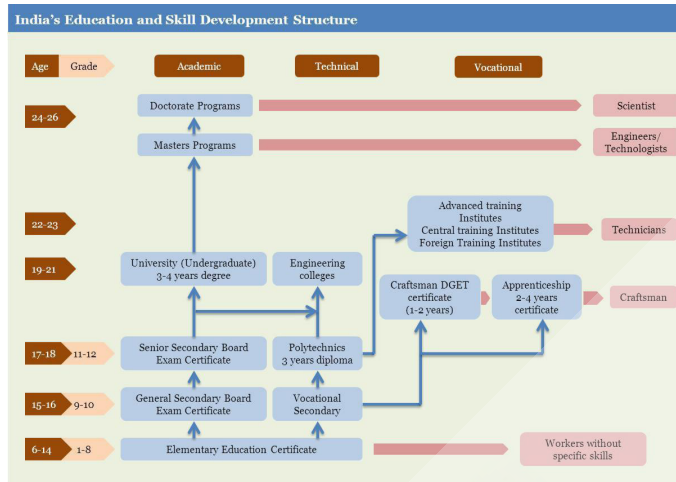 India's Education and Skill Development Structure
Age Grade Academic Technical Vocational
24-26
Doctorate Programs
Scientist
Masters Programs
Engineers/
Technologists
22-23
Advanced training
Institutes
Central training Institutes
Foreign Training Institutes
Technicians
19-21
University (Undergraduate)
3-4 years degree
Engineering
colleges
Craftsman DGET
certificate
(1-2 years)
Apprenticeship
2-4 years
certificate
Craftsman
17-18 11-12
Senior Secondary Board
Exam Certificate
Polytechnics
3 years diploma
15-16 9-10
General Secondary Board
Exam Certificate
Vocational
Secondary
6-14 1-8
Elementary Education Certificate
Workers without
specific skills